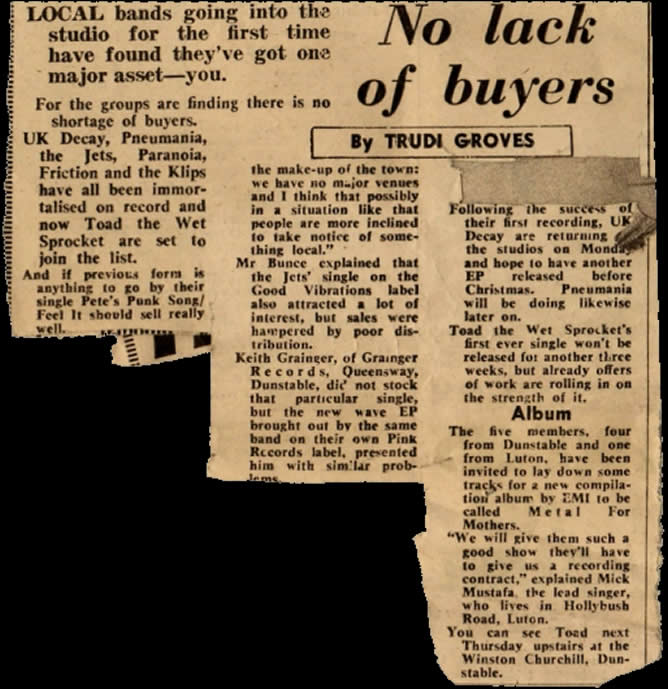 LOCAL bands going into the
studio for the first time
have found they've got one
major asset—you.
No lack
of buyers
By TRUDI GROVES
For the groups are finding there is no
shortage of buyers.
UK Decay, Pneumania,
the Jets, Paranoia,
Friction and the Klips
have all been immor-
talised on record and
now Toad the Wet
Sprocket are set to
join the list.
And if previous form is
anything to go by their
single Pete's Punk Song/
Feel It should sell really
well.
the make-up of the town:
we have no major venues
and I think that possibly
in a situation like that
people are more inclined
to take notice of some-
thing local."
Mr Bunce explained that
the Jets' single on the
Good Vibrations label
also attracted a lot of
interest, but sales were
hampered by poor dis-
tribution.
Keith Grainger, of Grainger
Records, Queensway,
Dunstable, did not stock
that particular single,
but the new wave EP
brought out by the same
band on their own Pink
Records label, presented
him with similar prob-
lems.
Following the success of
their first recording, UK
Decay are returning
the studios on Monday
and hope to have another
EP released before
Christmas. Pneumania
will be doing likewise
later on.
Toad the Wet Sprocket's
first ever single won't be
released for another three
weeks, but already offers
of work are rolling in on
the strength of it.
Album
The five members, four
from Dunstable and one
from Luton, have been
invited to lay down some
tracks for a new compila-
tion album by EMI to be
called Metal For
Mothers.
"We will give them such a
good show they'll have
to give us a recording
contract," explained Mick
Mustafa, the lead singer,
who lives in Hollybush
Road, Luton.
You can see Toad next
Thursday upstairs at the
Winston Churchill, Dun-
stable.